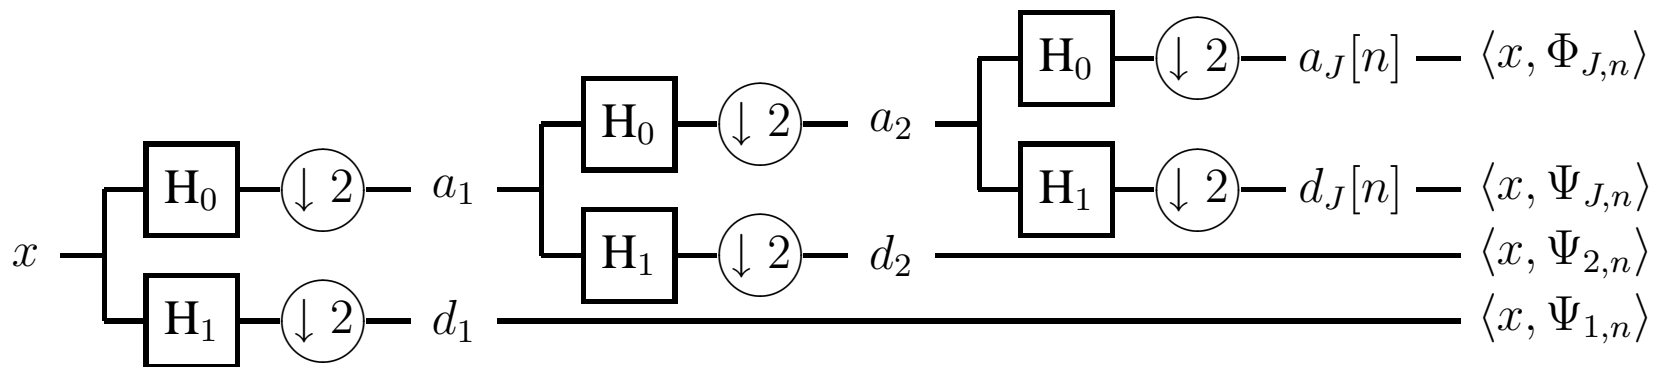 H₀ ↓ 2 a_J[n] ⟨x, Φ_{J,n}⟩
H₀ ↓ 2 a₂
H₀ ↓ 2 a₁ H₁ ↓ 2 d_J[n] ⟨x, Ψ_{J,n}⟩
x H₁ ↓ 2 d₂ ⟨x, Ψ_{2,n}⟩
H₁ ↓ 2 d₁ ⟨x, Ψ_{1,n}⟩